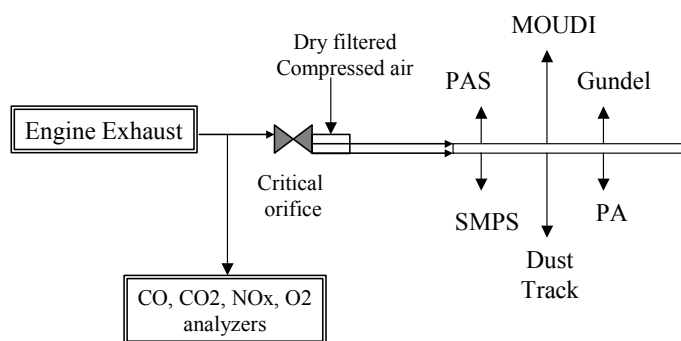 MOUDI
Dry filtered
Compressed air
PAS
Gundel
Engine Exhaust
Critical
orifice
SMPS
PA
Dust
Track
CO, CO2, NOx, O2
analyzers